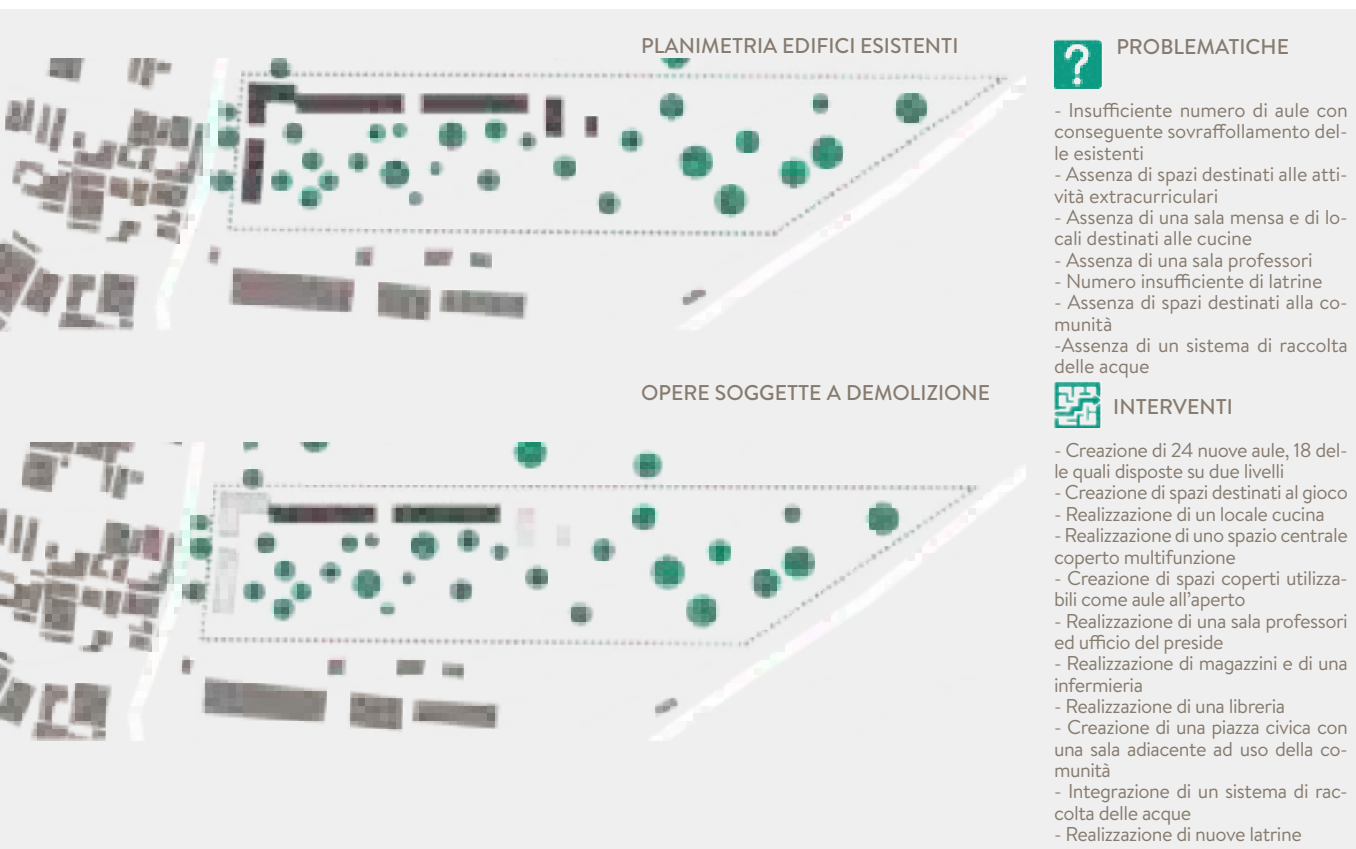 PLANIMETRIA EDIFICI ESISTENTI
OPERE SOGGETTE A DEMOLIZIONE
?
PROBLEMATICHE
- Insufficiente numero di aule con
conseguente sovraffollamento del-
le esistenti
- Assenza di spazi destinati alle atti-
vità extracurriculari
- Assenza di una sala mensa e di lo-
cali destinati alle cucine
- Assenza di una sala professori
- Numero insufficiente di latrine
- Assenza di spazi destinati alla co-
munità
-Assenza di un sistema di raccolta
delle acque
INTERVENTI
- Creazione di 24 nuove aule, 18 del-
le quali disposte su due livelli
- Creazione di spazi destinati al gioco
- Realizzazione di un locale cucina
- Realizzazione di uno spazio centrale
coperto multifunzione
- Creazione di spazi coperti utilizza-
bili come aule all'aperto
- Realizzazione di una sala professori
ed ufficio del preside
- Realizzazione di magazzini e di una
infermieria
- Realizzazione di una libreria
- Creazione di una piazza civica con
una sala adiacente ad uso della co-
munità
- Integrazione di un sistema di rac-
colta delle acque
- Realizzazione di nuove latrine